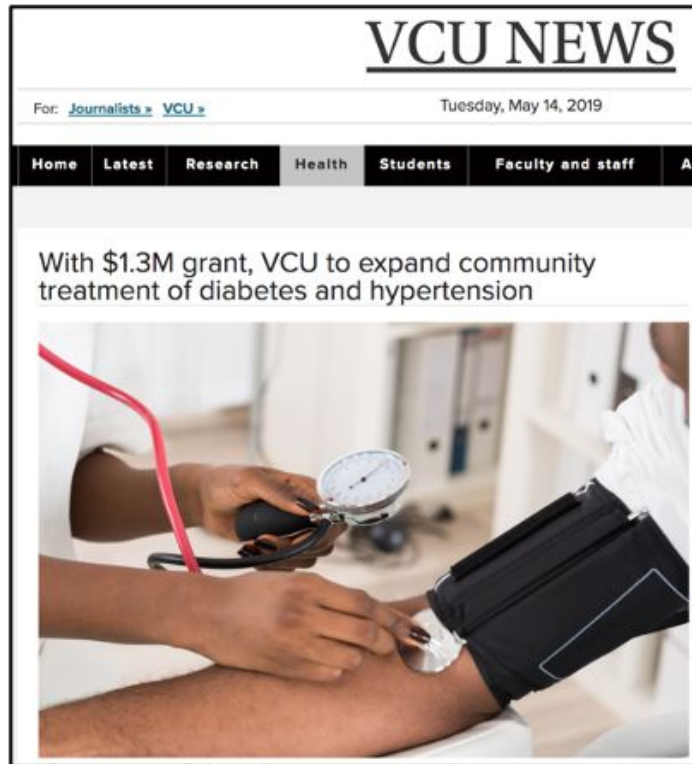 VCU NEWS
For: Journalists » VCU » Tuesday, May 14, 2019
Home Latest Research Health Students Faculty and staff A
With $1.3M grant, VCU to expand community
treatment of diabetes and hypertension